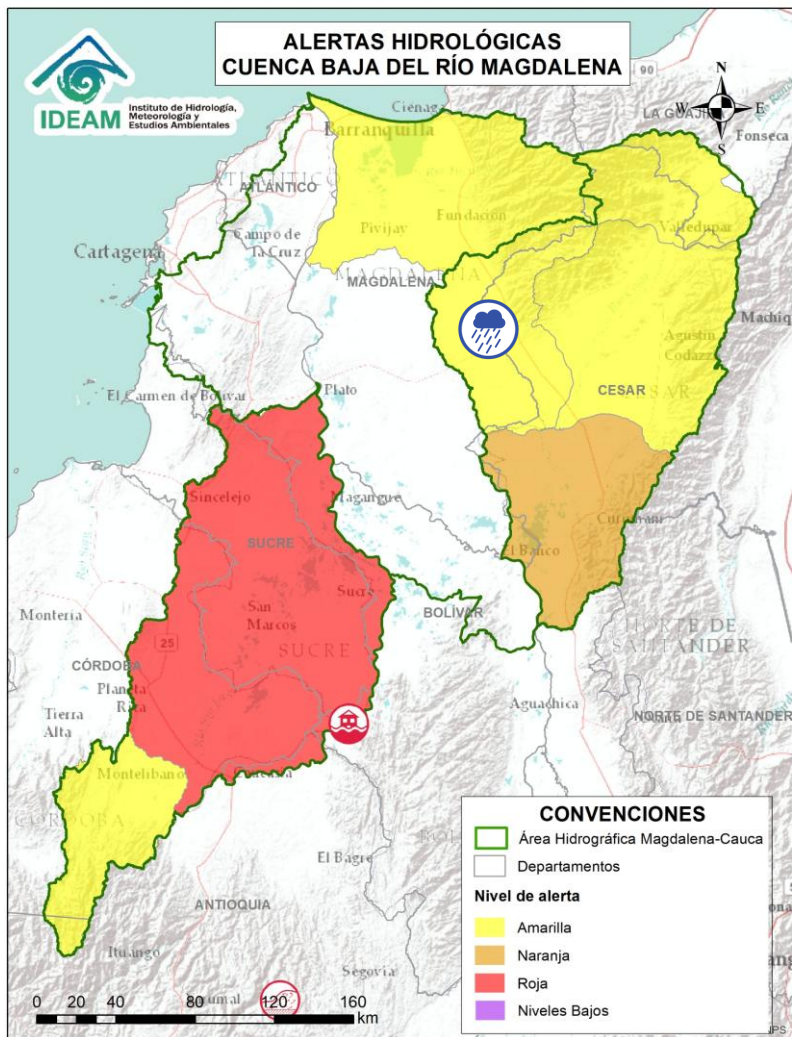 ALERTAS HIDROLÓGICAS
CUENCA BAJA DEL RÍO MAGDALENA
IDEAM
Instituto de Hidrología,
Meteorología y
Estudios Ambientales
90
N
W
E
S
Ciénaga
LA GUAJIRA
Fonseca
Barranquilla
ATLÁNTICO
Pivijay
Fundación
Valledupar
Cartagena
Campo de
la Cruz
MAGDALENA
MAGDALENA
Machiq
Agustín
Codazzi
CESAR
El Carmen de Bolívar
Plato
Sincelejo
Magangue
SUCRE
El Banco
Sucre
San
Marcos
SUCRE
BOLÍVAR
Montería
25
NORTE DE
SANTANDER
CÓRDOBA
Planeta
Rica
Tierra
Alta
Aguachica
NORTE DE SANTANDER
Montelíbano
Caucasia
CÓRDOBA
El Bagre
ANTIOQUIA
Ituango
Segovia
CONVENCIONES
Área Hidrográfica Magdalena-Cauca
Departamentos
Nivel de alerta
Amarilla
Naranja
Roja
Niveles Bajos
0 20 40 80 120 160
km